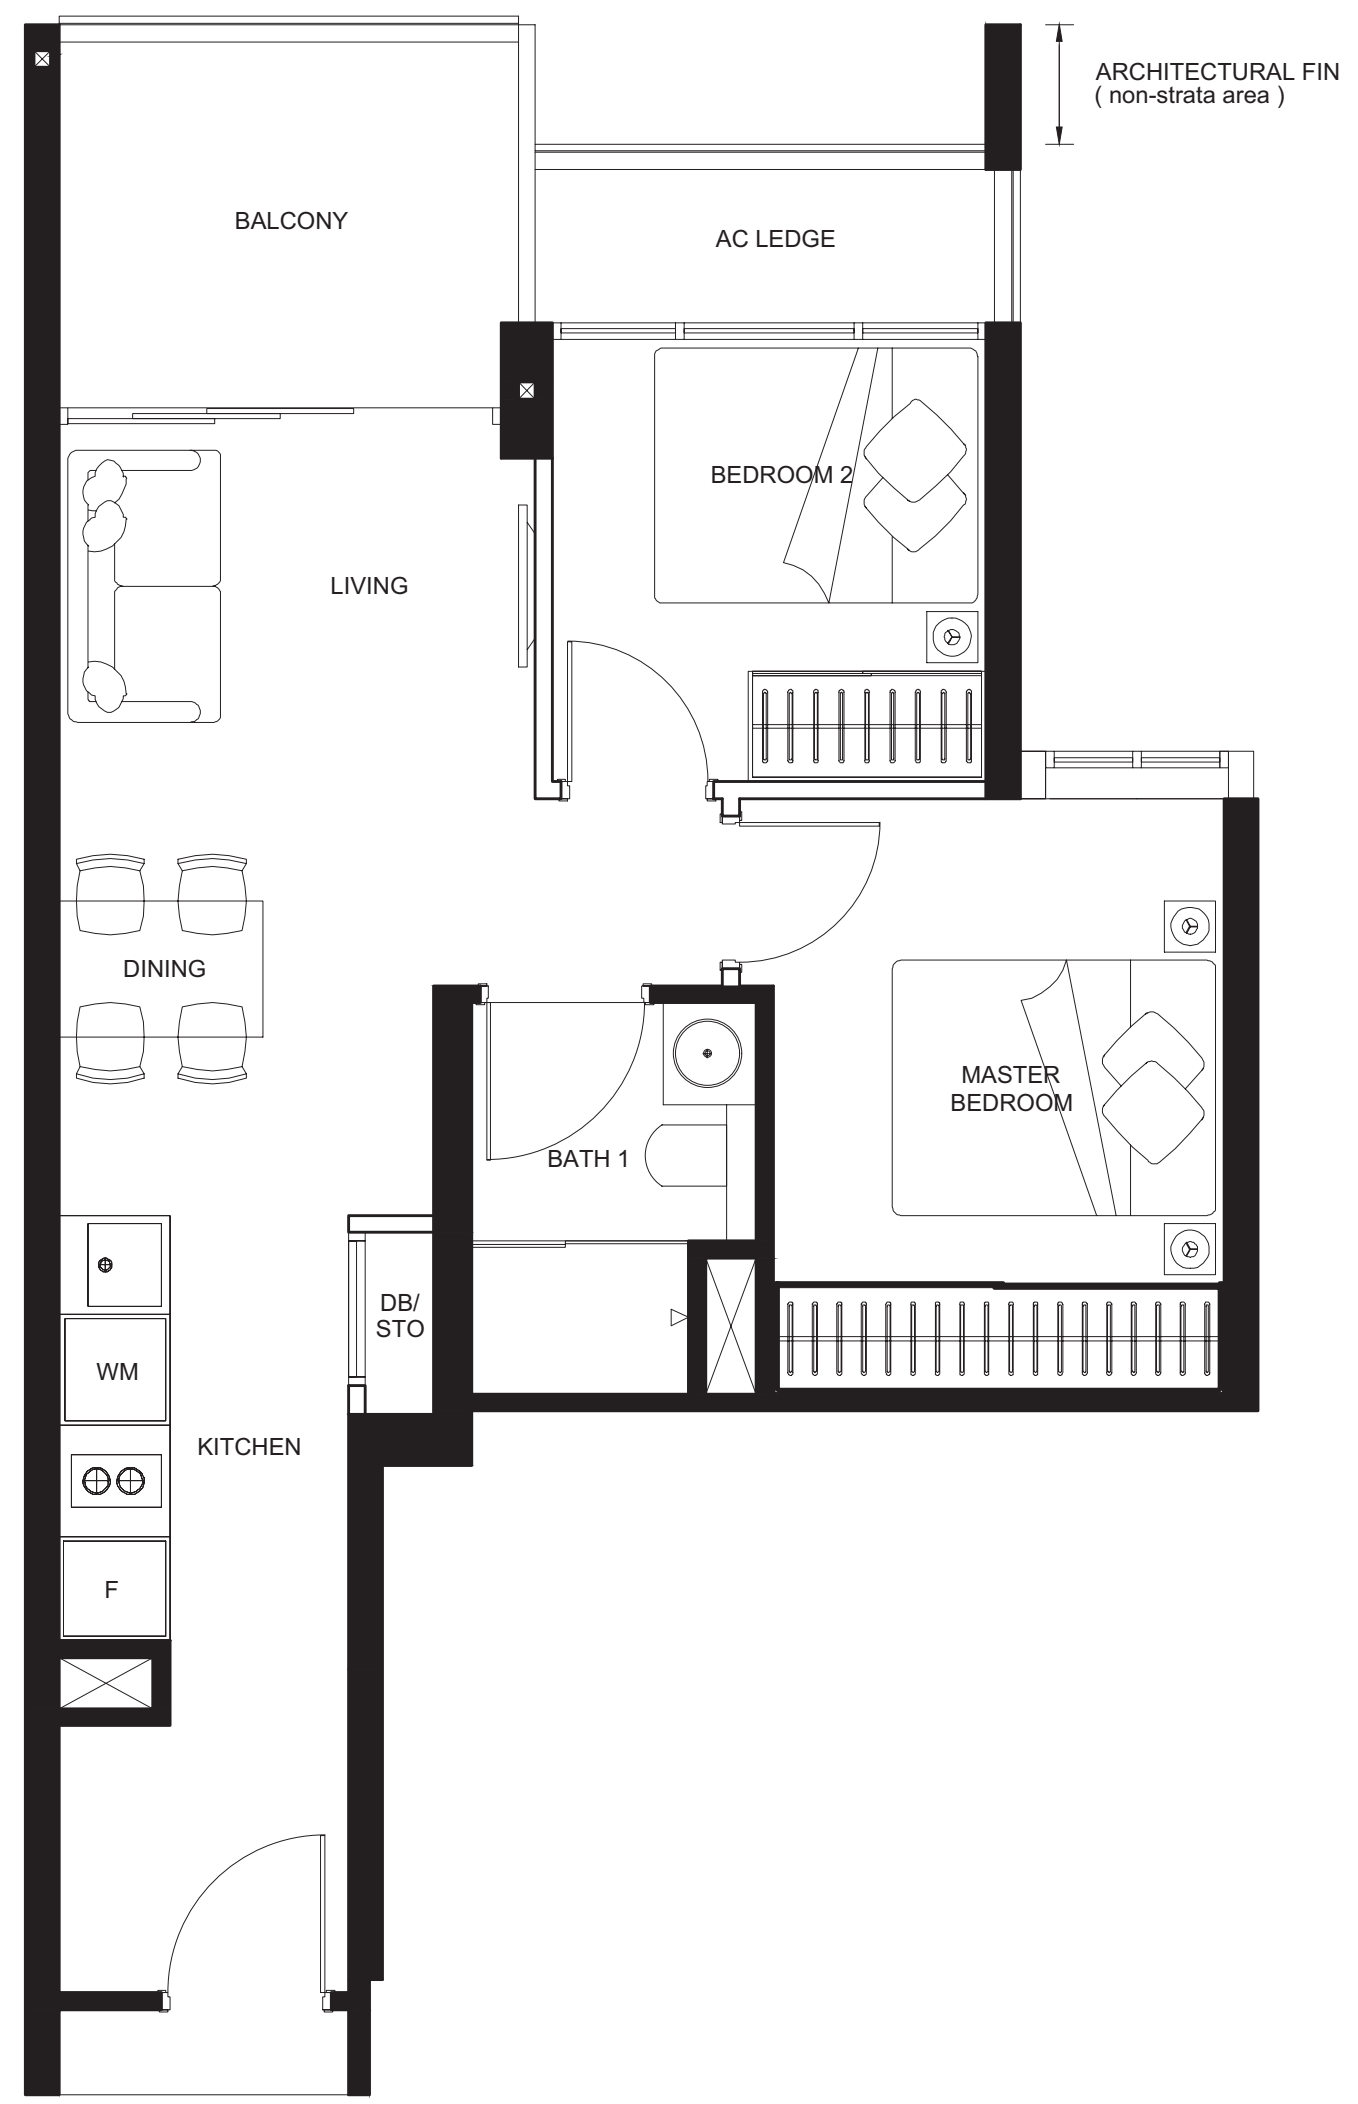 ARCHITECTURAL FIN
( non-strata area )
BALCONY
AC LEDGE
BEDROOM 2
LIVING
DINING
MASTER
BEDROOM
BATH 1
DB/
STO
WM
KITCHEN
F